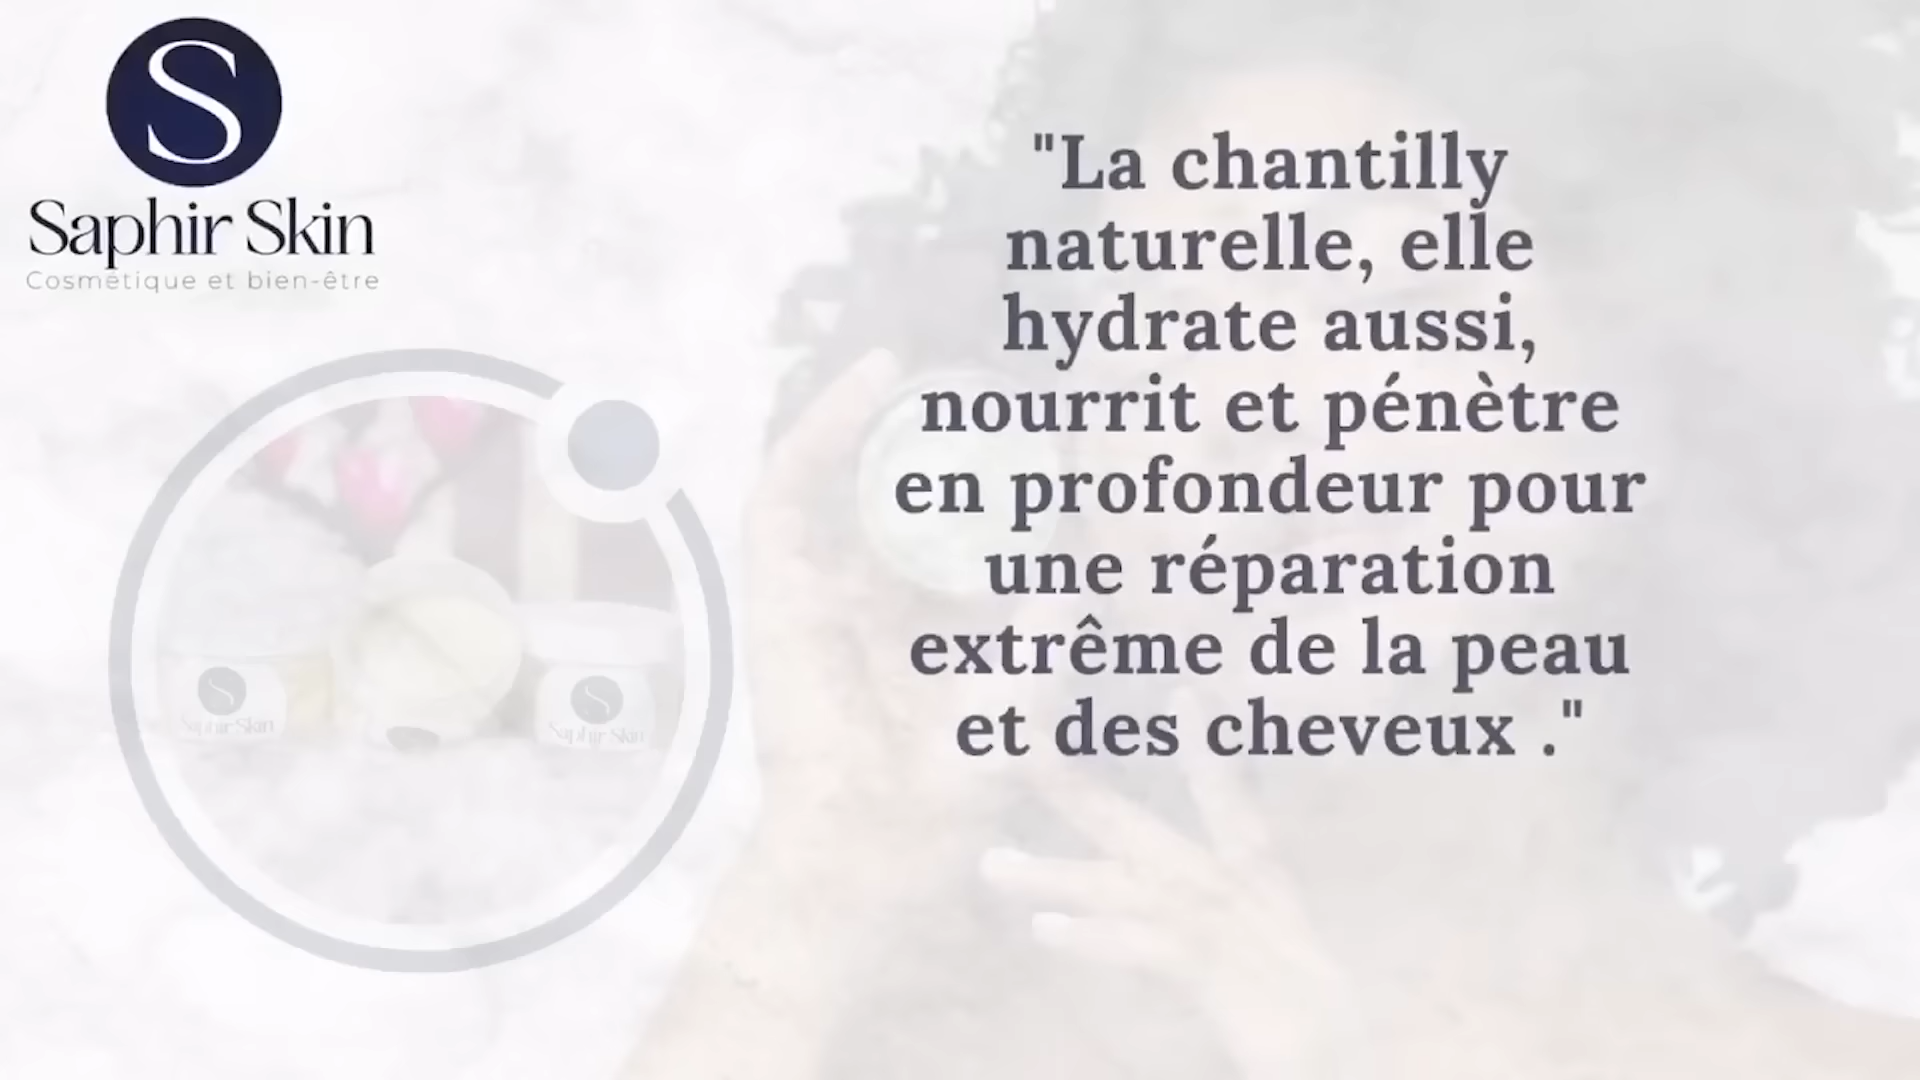 S
Saphir Skin
Cosmétique et bien-être
"La chantilly
naturelle, elle
hydrate aussi,
nourrit et pénètre
en profondeur pour
une réparation
extrême de la peau
et des cheveux ."
S
Saphir Skin
S
Saphir Skin